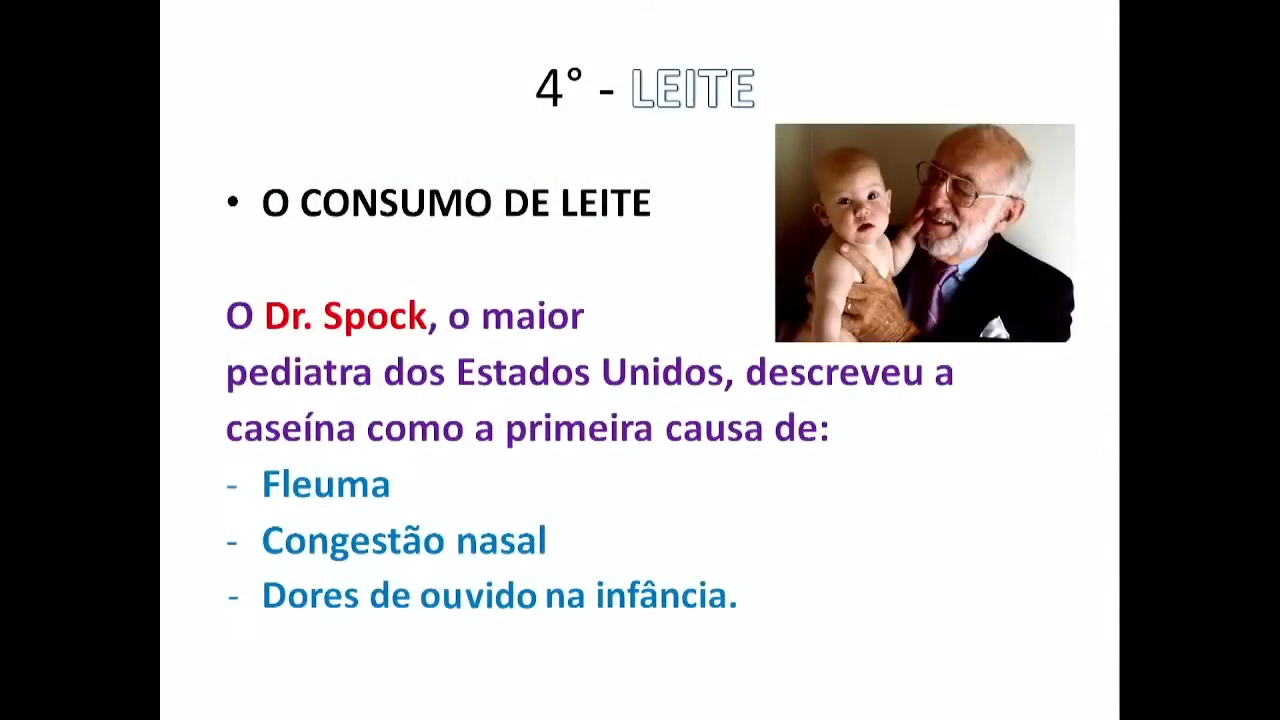 4° - LEITE
• O CONSUMO DE LEITE
O Dr. Spock, o maior
pediatra dos Estados Unidos, descreveu a
caseína como a primeira causa de:
- Fleuma
- Congestão nasal
- Dores de ouvido na infância.